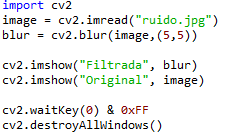 import cv2
image = cv2.imread("ruido.jpg")
blur = cv2.blur(image,(5,5))
cv2.imshow("Filtrada", blur)
cv2.imshow("Original", image)
cv2.waitKey(0) & 0xFF
cv2.destroyAllWindows()